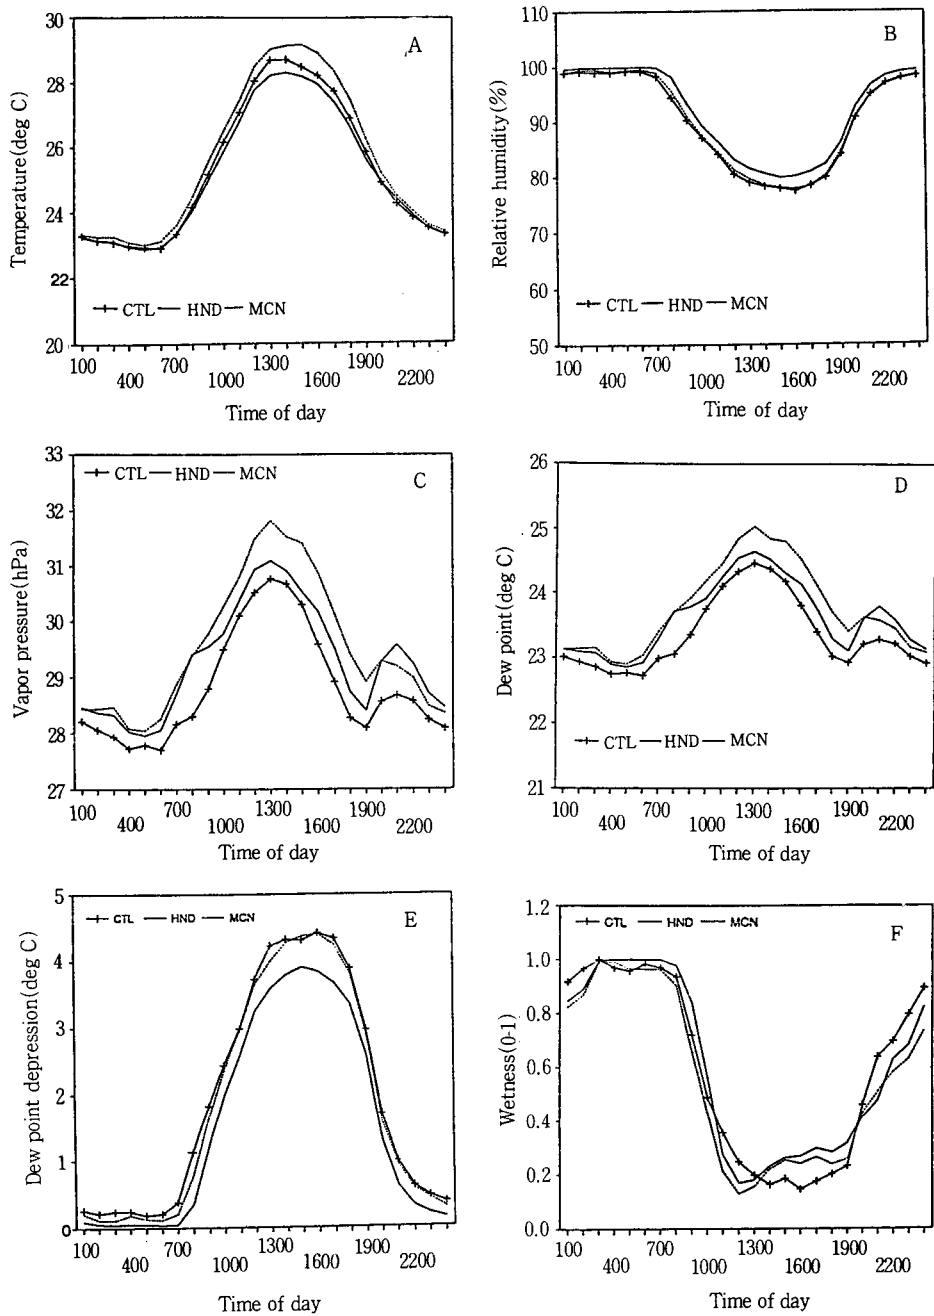 A
Temperature(deg C)
30
28
26
24
22
20
CTL HND MCN
100 700 1300 1900
400 1000 1600 2200
Time of day
B
Relative humidity(%)
110
100
90
80
70
60
50
CTL HND MCN
100 700 1300 1900
400 1000 1600 2200
Time of day
C
Vapor pressure(hPa)
33
32
31
30
29
28
27
CTL HND MCN
100 700 1300 1900
400 1000 1600 2200
Time of day
D
Dew point(deg C)
26
25
24
23
22
21
CTL HND MCN
100 700 1300 1900
400 1000 1600 2200
Time of day
E
Dew point depression(deg C)
5
4
3
2
1
0
CTL HND MCN
100 700 1300 1900
400 1000 1600 2200
Time of day
F
Wetness(0-1)
1.2
1.0
0.8
0.6
0.4
0.2
0.0
CTL HND MCN
100 700 1300 1900
400 1000 1600 2200
Time of day